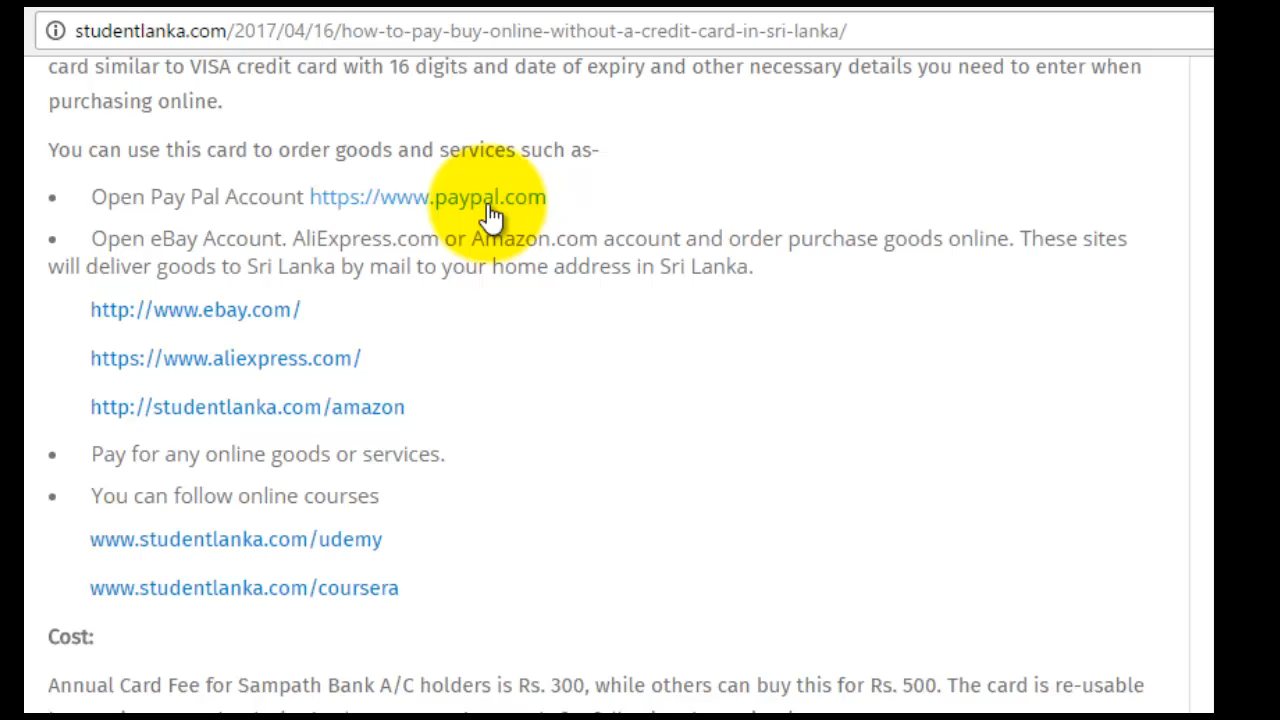 studentlanka.com/2017/04/16/how-to-pay-buy-online-without-a-credit-card-in-sri-lanka/
card similar to VISA credit card with 16 digits and date of expiry and other necessary details you need to enter when
purchasing online.
You can use this card to order goods and services such as-
• Open Pay Pal Account https://www.paypal.com
• Open eBay Account. AliExpress.com or Amazon.com account and order purchase goods online. These sites
will deliver goods to Sri Lanka by mail to your home address in Sri Lanka.
http://www.ebay.com/
https://www.aliexpress.com/
http://studentlanka.com/amazon
• Pay for any online goods or services.
• You can follow online courses
www.studentlanka.com/udemy
www.studentlanka.com/coursera
Cost:
Annual Card Fee for Sampath Bank A/C holders is Rs. 300, while others can buy this for Rs. 500. The card is re-usable